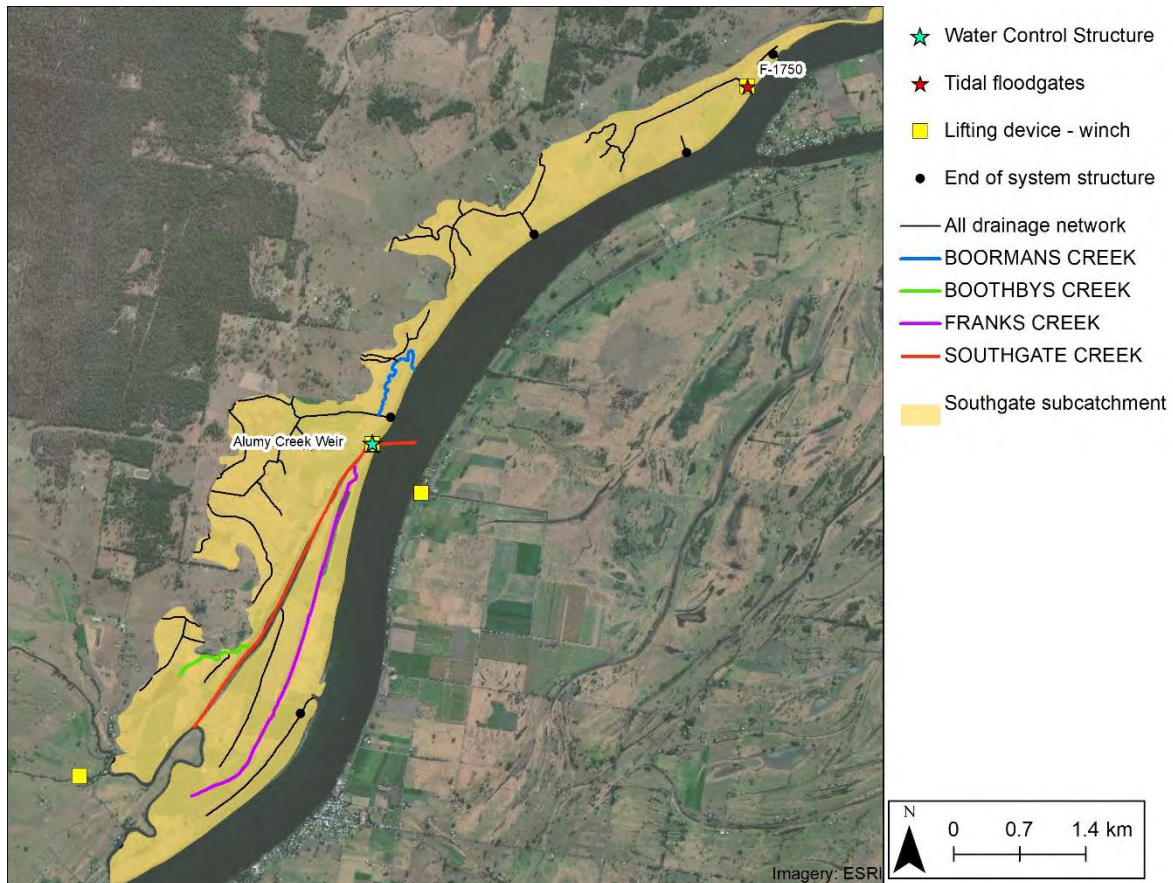 F-1750
Alumy Creek Weir
Imagery: ESRI
Water Control Structure
Tidal floodgates
Lifting device - winch
End of system structure
All drainage network
BOORMANS CREEK
BOOTHBYS CREEK
FRANKS CREEK
SOUTHGATE CREEK
Southgate subcatchment
N
0 0.7 1.4 km